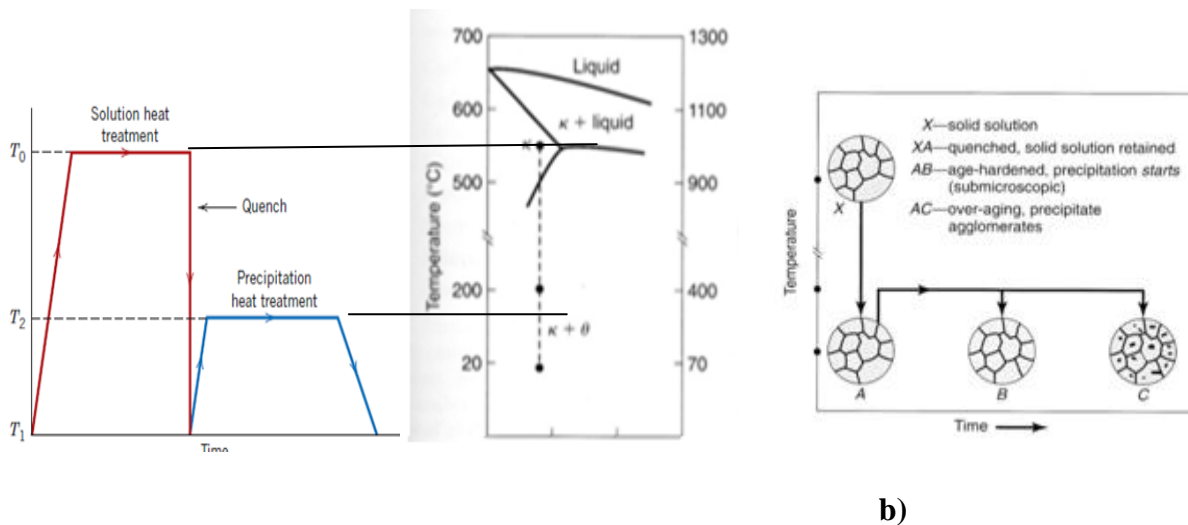 Solution heat
treatment
T0
Quench
Precipitation
heat treatment
T2
T1
Time
700
600
500
200
20
Temperature (°C)
1300
1100
900
400
70
Liquid
κ + liquid
κ
κ + θ
X—solid solution
XA—quenched, solid solution retained
AB—age-hardened, precipitation starts
(submicroscopic)
AC—over-aging, precipitate
agglomerates
Temperature
X
A
B
C
Time
b)